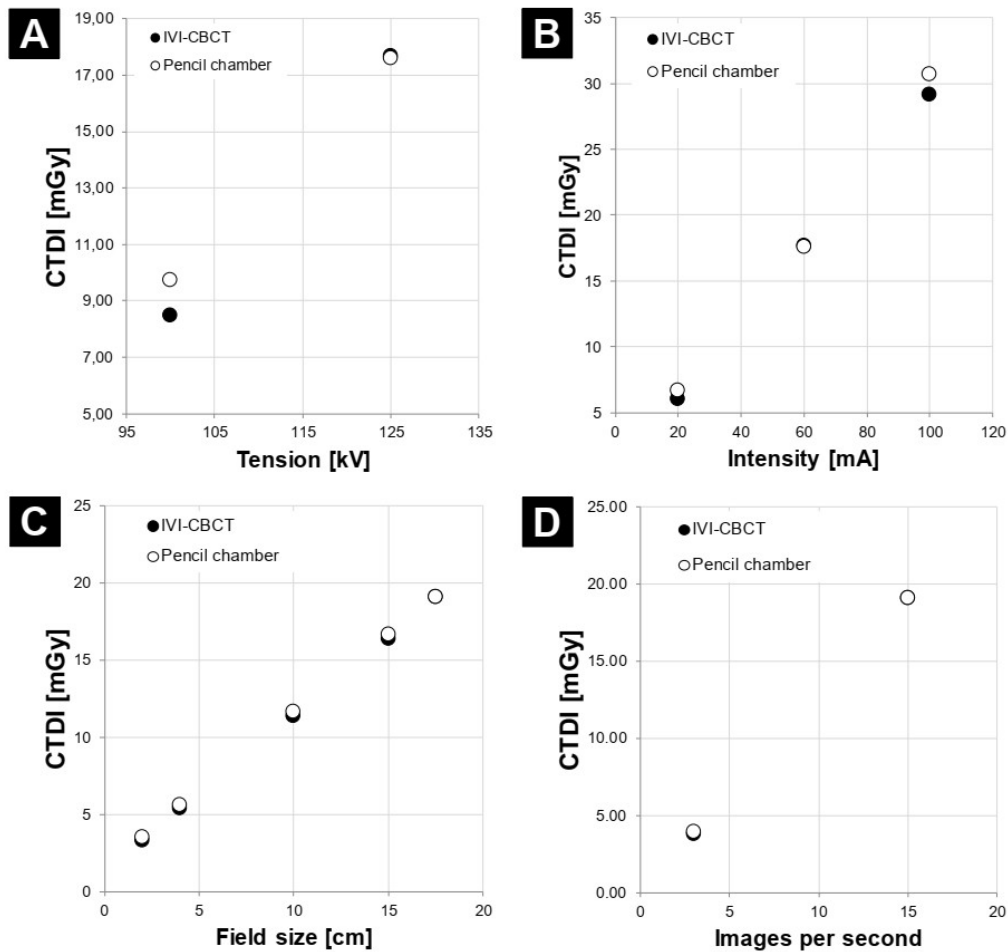 A
CTDI [mGy]
19,00
17,00
15,00
13,00
11,00
9,00
7,00
5,00
IVI-CBCT
Pencil chamber
95
105
115
125
135
Tension [kV]
B
CTDI [mGy]
35
30
25
20
15
10
5
IVI-CBCT
Pencil chamber
0
20
40
60
80
100
120
Intensity [mA]
C
CTDI [mGy]
25
20
15
10
5
0
IVI-CBCT
Pencil chamber
0
5
10
15
20
Field size [cm]
D
CTDI [mGy]
25.00
20.00
15.00
10.00
5.00
0.00
IVI-CBCT
Pencil chamber
0
5
10
15
20
Images per second